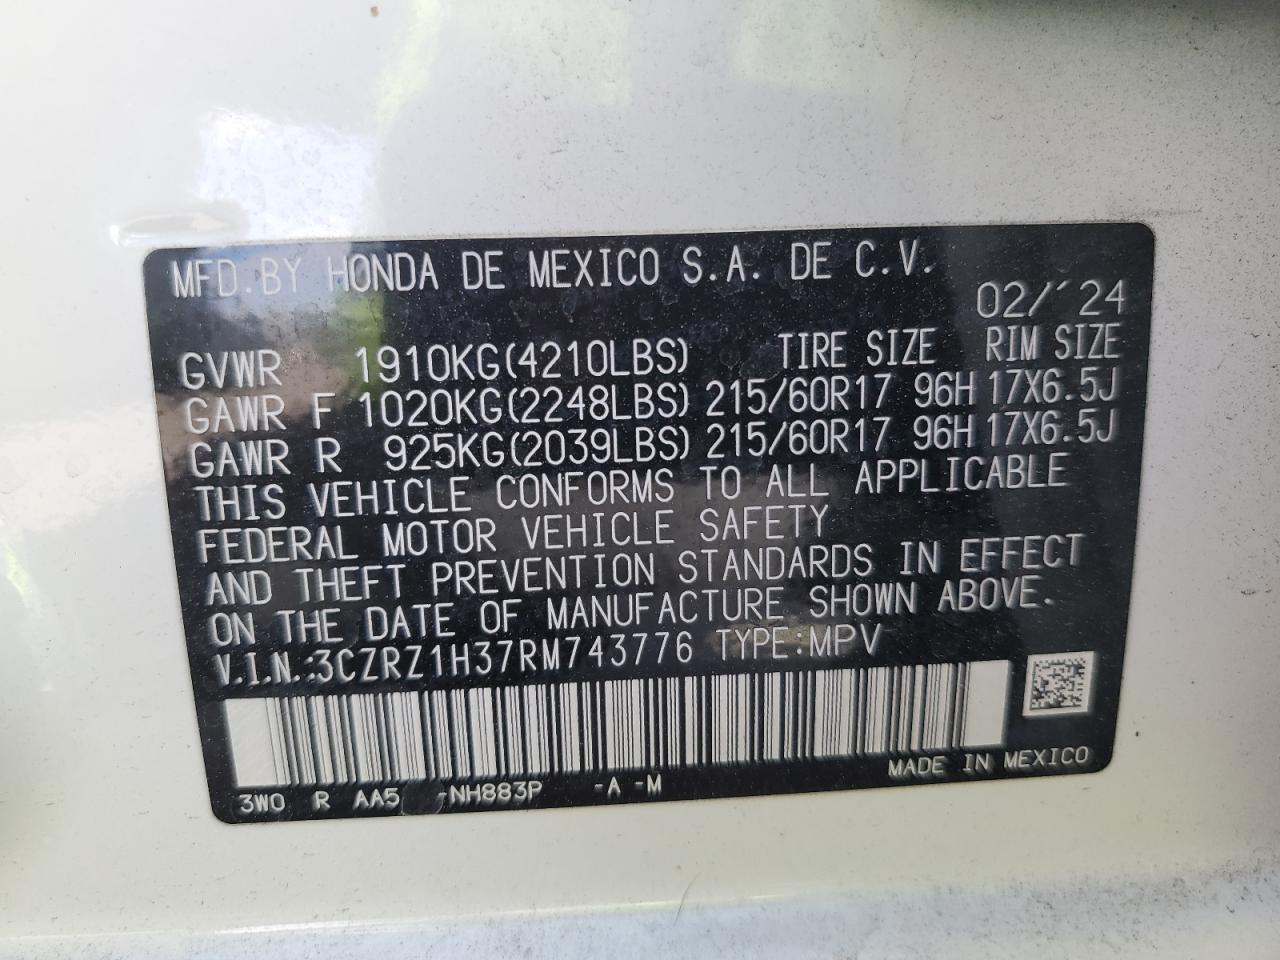 MFD.BY HONDA DE MEXICO S.A. DE C.V.
02/´24
GVWR 1910KG(4210LBS) TIRE SIZE RIM SIZE
GAWR F 1020KG(2248LBS) 215/60R17 96H 17X6.5J
GAWR R 925KG(2039LBS) 215/60R17 96H 17X6.5J
THIS VEHICLE CONFORMS TO ALL APPLICABLE
FEDERAL MOTOR VEHICLE SAFETY
AND THEFT PREVENTION STANDARDS IN EFFECT
ON THE DATE OF MANUFACTURE SHOWN ABOVE.
V.I.N.:3CZRZ1H37RM743776 TYPE:MPV
MADE IN MEXICO
3W0 R AA5 -NH883P -A -M